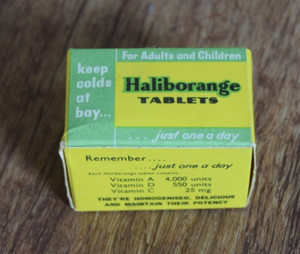 For Adults and Children
keep
colds
at
bay...
Haliborange
TABLETS
. . . . just one a day
Remember....
....just one a day
Each Haliborange tablet contains:
Vitamin A 4,000 units
Vitamin D 550 units
Vitamin C 25 mg
THEY'RE HOMOGENISED, DELICIOUS
AND MAINTAIN THEIR POTENCY